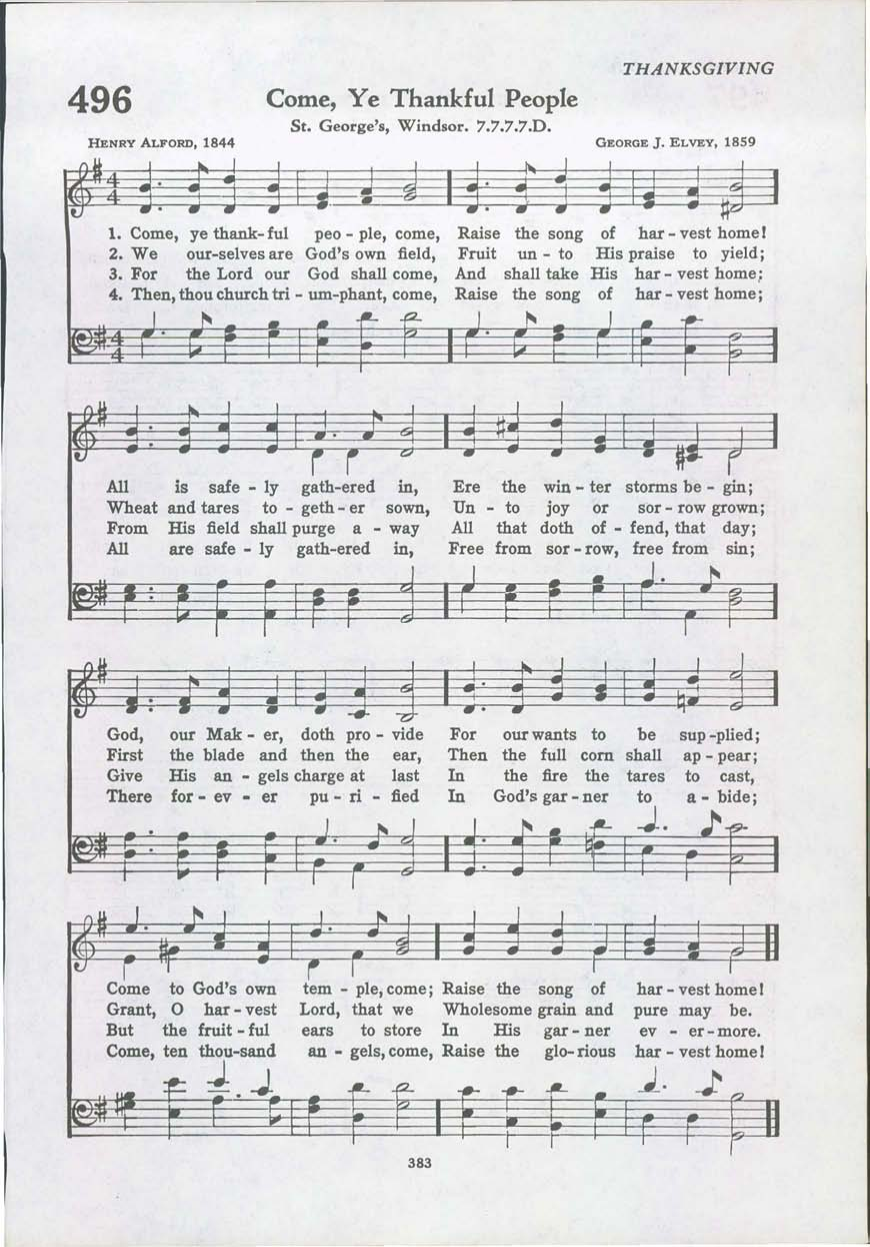 THANKSGIVING
496
Come, Ye Thankful People
St. George's, Windsor. 7.7.7.7.D.
HENRY ALFORD, 1844 GEORGE J. ELVEY, 1859
1. Come, ye thank-ful peo-ple, come, Raise the song of har-vest home!
2. We our-selves are God's own field, Fruit un-to His praise to yield;
3. For the Lord our God shall come, And shall take His har-vest home;
4. Then, thou church tri-um-phant, come, Raise the song of har-vest home;
All is safe-ly gath-ered in, Ere the win-ter storms be-gin;
Wheat and tares to-geth-er sown, Un-to joy or sor-row grown;
From His field shall purge a-way All that doth of-fend, that day;
All are safe-ly gath-ered in, Free from sor-row, free from sin;
God, our Mak-er, doth pro-vide For our wants to be sup-plied;
First the blade and then the ear, Then the full corn shall ap-pear;
Give His an-gels charge at last In the fire the tares to cast,
There for-ev-er pu-ri-fied In God's gar-ner to a-bide;
Come to God's own tem-ple, come; Raise the song of har-vest home!
Grant, O har-vest Lord, that we Wholesome grain and pure may be.
But the fruit-ful ears to store In His gar-ner ev-er-more.
Come, ten thou-sand an-gels, come, Raise the glo-rious har-vest home!
383